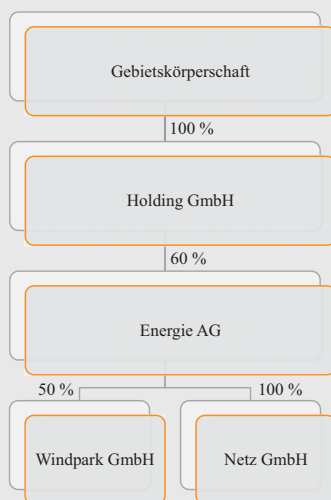 Gebietskörperschaft
100 %
Holding GmbH
60 %
Energie AG
50 %
100 %
Windpark GmbH
Netz GmbH